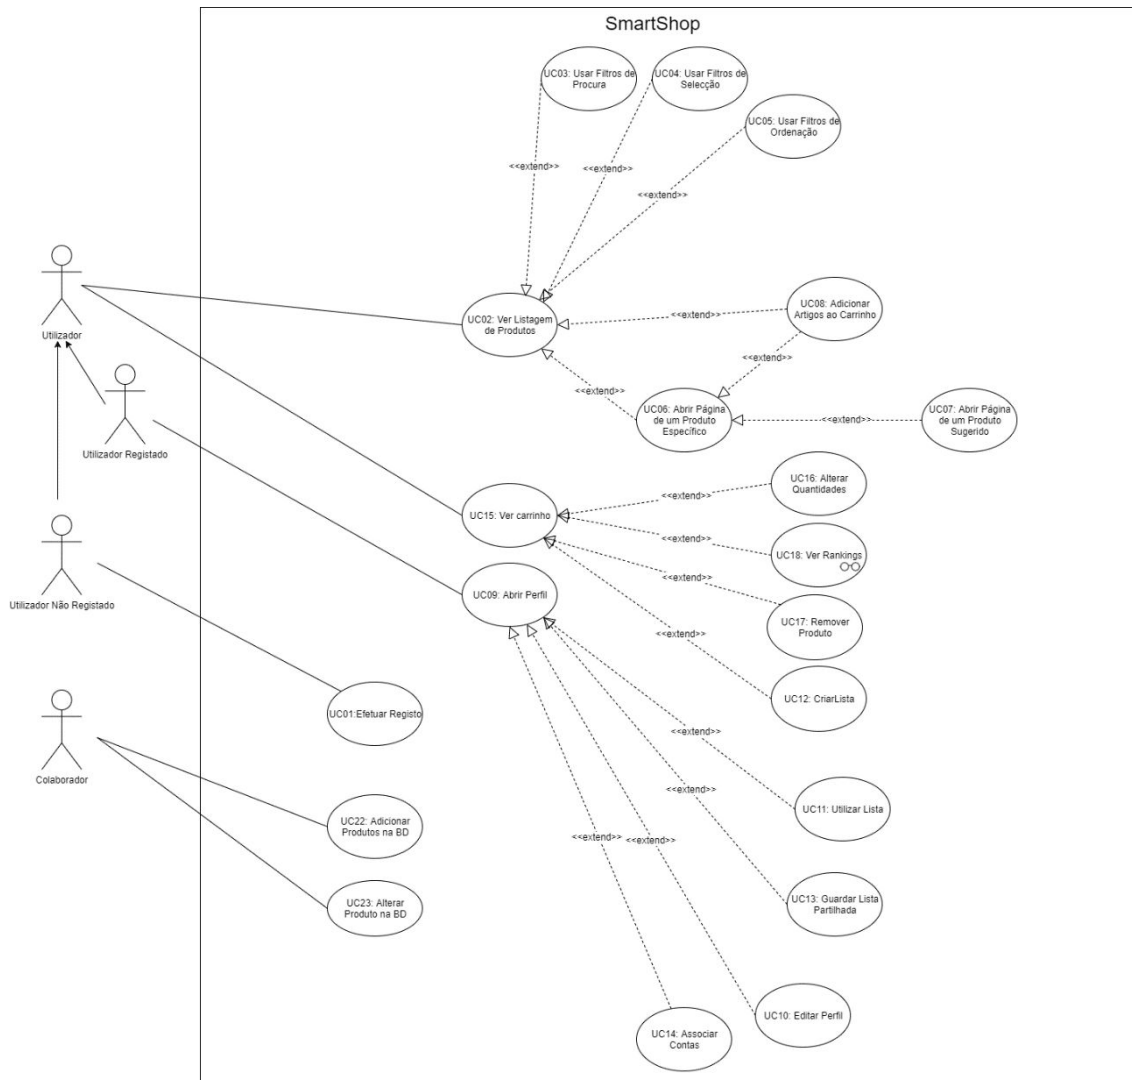 SmartShop
UC03: Usar Filtros de
Procura
UC04: Usar Filtros de
Selecção
UC05: Usar Filtros de
Ordenação
<<extend>>
<<extend>>
<<extend>>
Utilizador
UC02: Ver Listagem
de Produtos
UC08: Adicionar
Artigos ao Carrinho
<<extend>>
<<extend>>
<<extend>>
UC06: Abrir Página
de um Produto
Específico
<<extend>>
UC07: Abrir Página
de um Produto
Sugerido
Utilizador Registado
UC16: Alterar
Quantidades
<<extend>>
UC15: Ver carrinho
<<extend>>
UC18: Ver Rankings
<<extend>>
UC09: Abrir Perfil
Utilizador Não Registado
UC17: Remover
Produto
<<extend>>
UC12: CriarLista
UC01:Efetuar Registo
<<extend>>
Colaborador
<<extend>>
UC11: Utilizar Lista
UC22: Adicionar
Produtos na BD
<<extend>>
<<extend>>
UC23: Alterar
Produto na BD
UC13: Guardar Lista
Partilhada
UC10: Editar Perfil
UC14: Associar
Contas